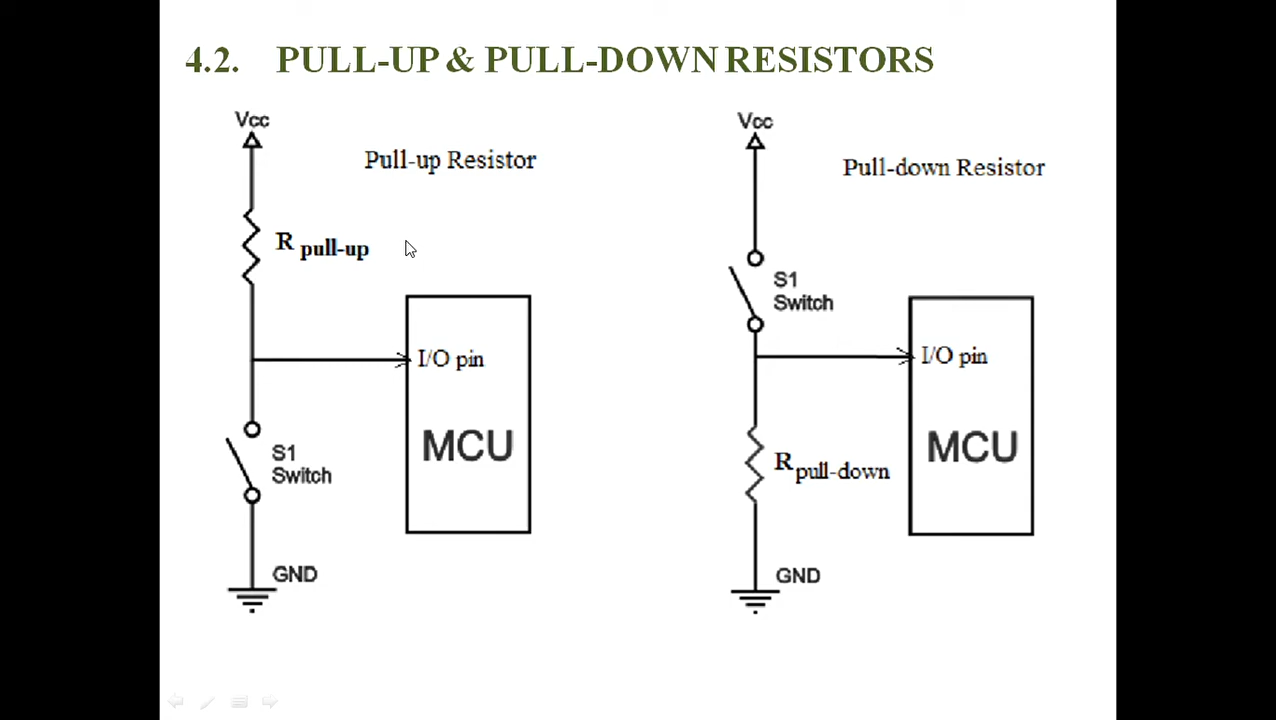 4.2. PULL-UP & PULL-DOWN RESISTORS
Vcc
Pull-up Resistor
R pull-up
I/O pin
MCU
S1
Switch
GND
Vcc
Pull-down Resistor
S1
Switch
I/O pin
MCU
R pull-down
GND